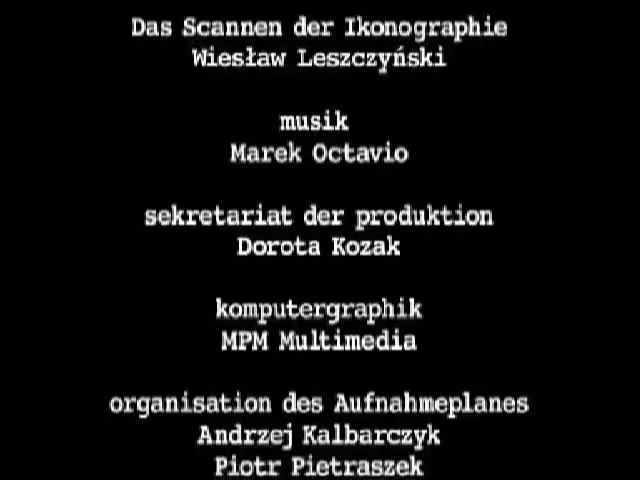 Das Scannen der Ikonographie
Wiesław Leszczyński
musik
Marek Octavio
sekretariat der produktion
Dorota Kozak
komputergraphik
MPM Multimedia
organisation des Aufnahmeplanes
Andrzej Kalbarczyk
Piotr Pietraszek